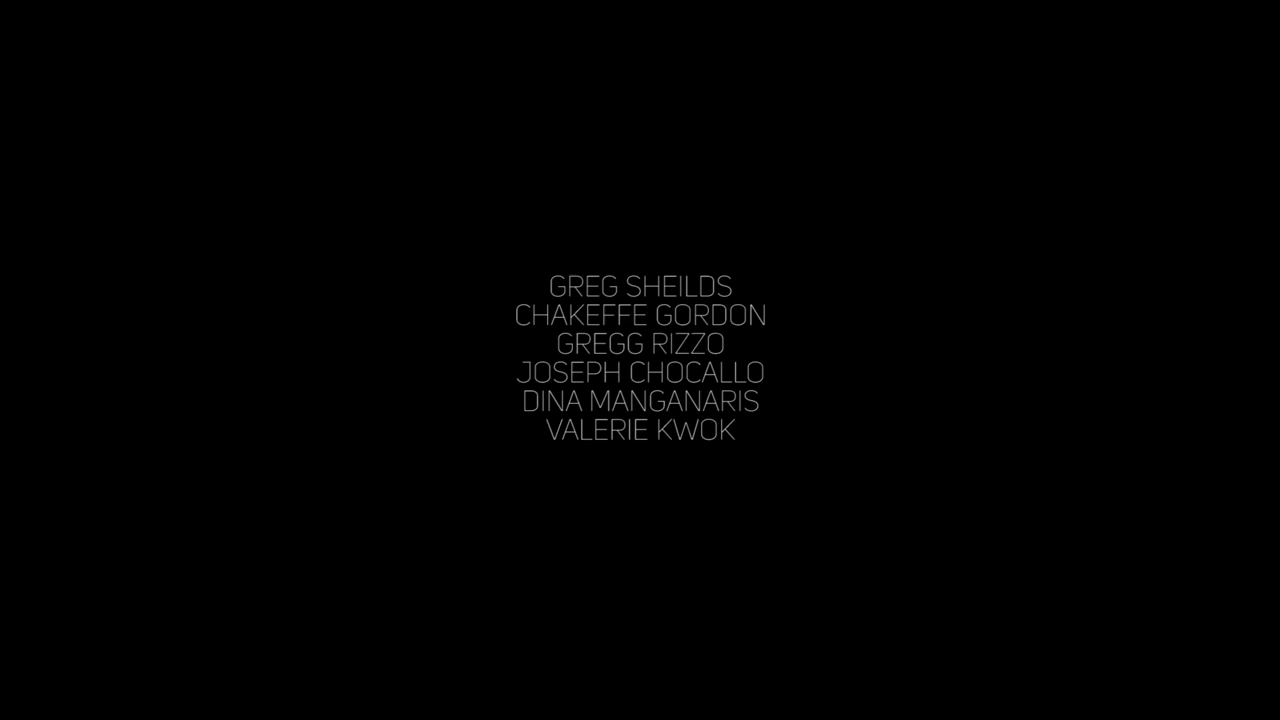 GREG SHEILDS
CHAKEFFE GORDON
GREGG RIZZO
JOSEPH CHOCALLO
DINA MANGANARIS
VALERIE KWOK